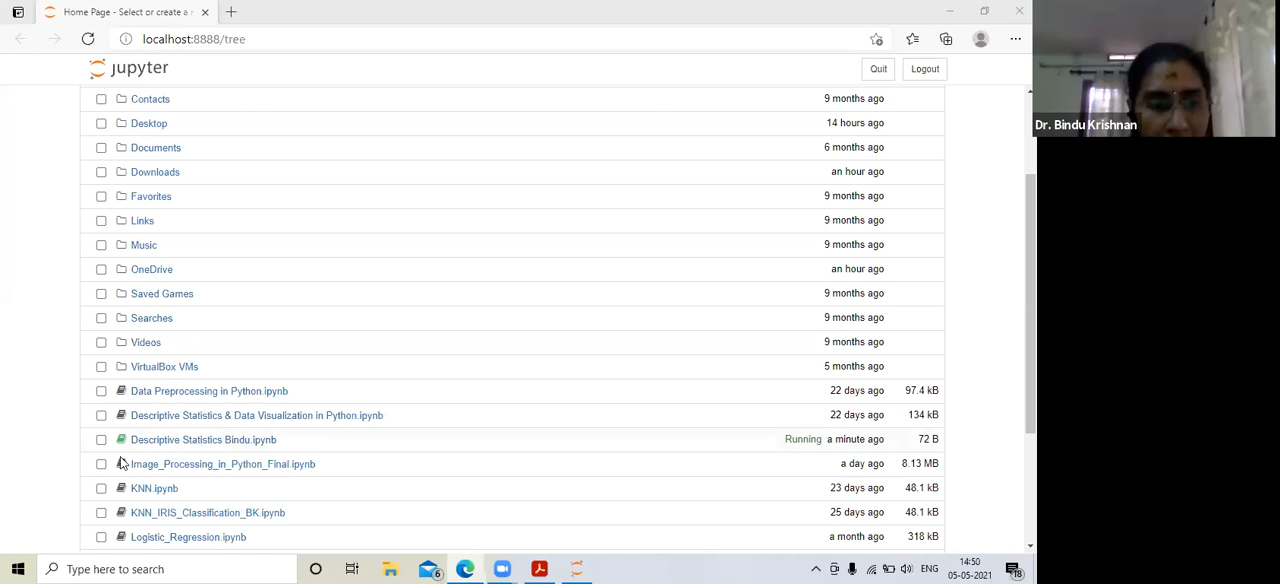 Home Page - Select or create a n
localhost:8888/tree
jupyter
Quit
Logout
Contacts 9 months ago
Desktop 14 hours ago
Documents 6 months ago
Downloads an hour ago
Favorites 9 months ago
Links 9 months ago
Music 9 months ago
OneDrive an hour ago
Saved Games 9 months ago
Searches 9 months ago
Videos 9 months ago
VirtualBox VMs 5 months ago
Data Preprocessing in Python.ipynb 22 days ago 97.4 kB
Descriptive Statistics & Data Visualization in Python.ipynb 22 days ago 134 kB
Descriptive Statistics Bindu.ipynb Running a minute ago 72 B
Image_Processing_in_Python_Final.ipynb a day ago 8.13 MB
KNN.ipynb 23 days ago 48.1 kB
KNN_IRIS_Classification_BK.ipynb 25 days ago 48.1 kB
Logistic_Regression.ipynb a month ago 318 kB
Dr. Bindu Krishnan
Type here to search
6
ENG
14:50
05-05-2021
18